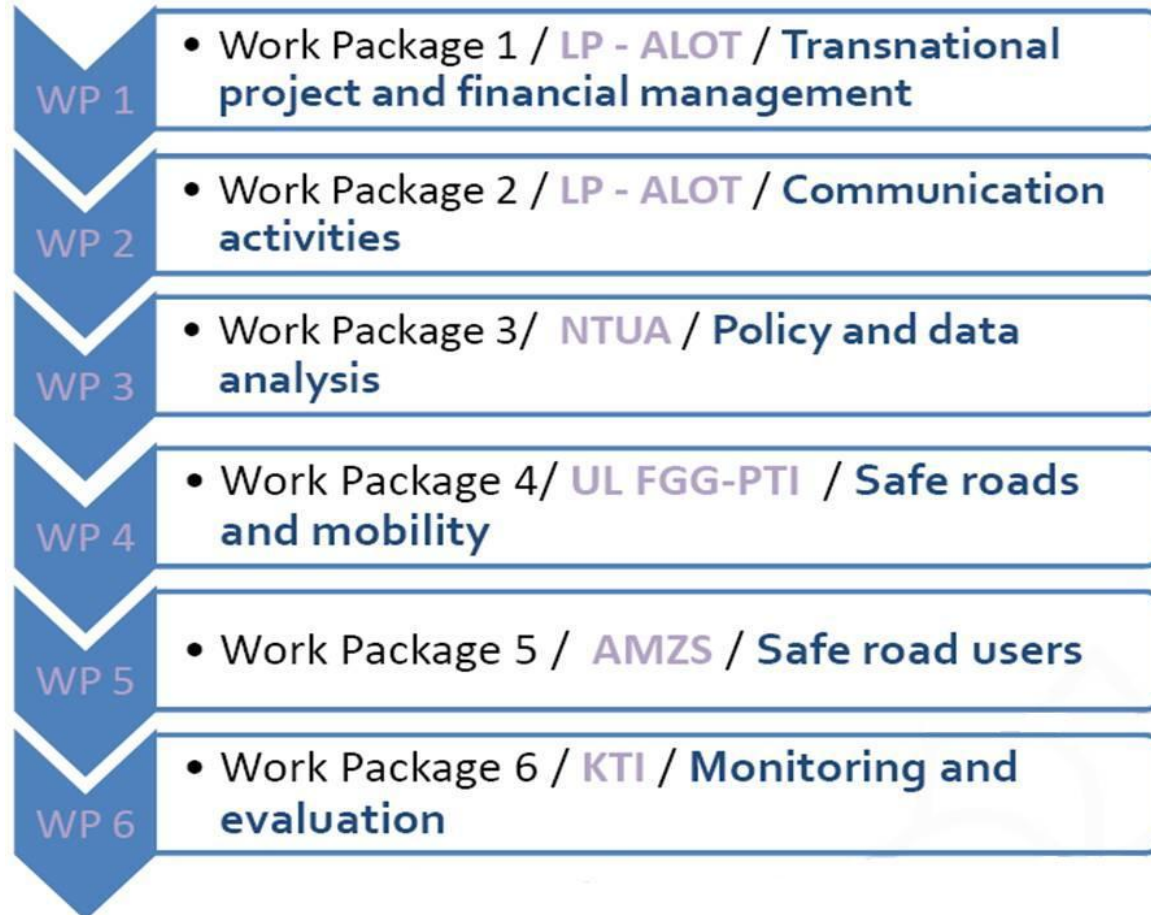 WP 1
• Work Package 1 / LP - ALOT / Transnational
project and financial management
WP 2
• Work Package 2 / LP - ALOT / Communication
activities
WP 3
• Work Package 3/ NTUA / Policy and data
analysis
WP 4
• Work Package 4/ UL FGG-PTI / Safe roads
and mobility
WP 5
• Work Package 5 / AMZS / Safe road users
WP 6
• Work Package 6 / KTI / Monitoring and
evaluation